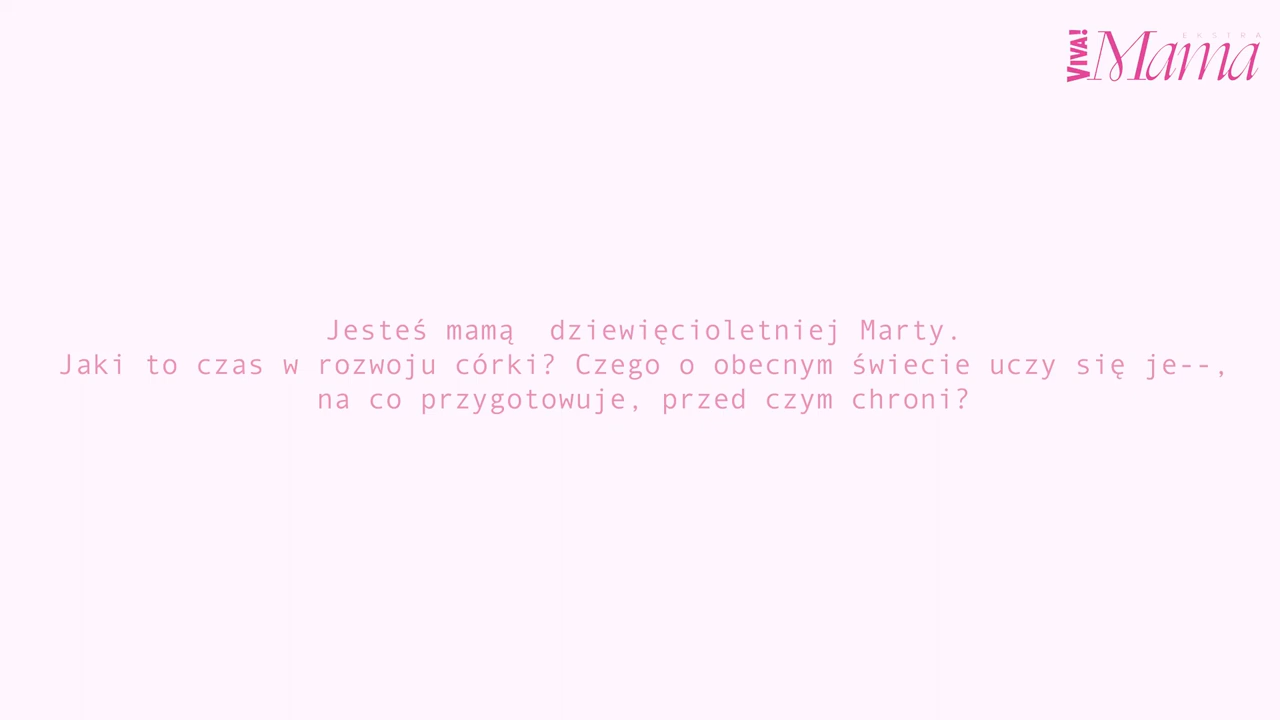 VIVA! Mama EKSTRA
Jesteś mamą  dziewięcioletniej Marty.
Jaki to czas w rozwoju córki? Czego o obecnym świecie uczy się je--,
na co przygotowuje, przed czym chroni?